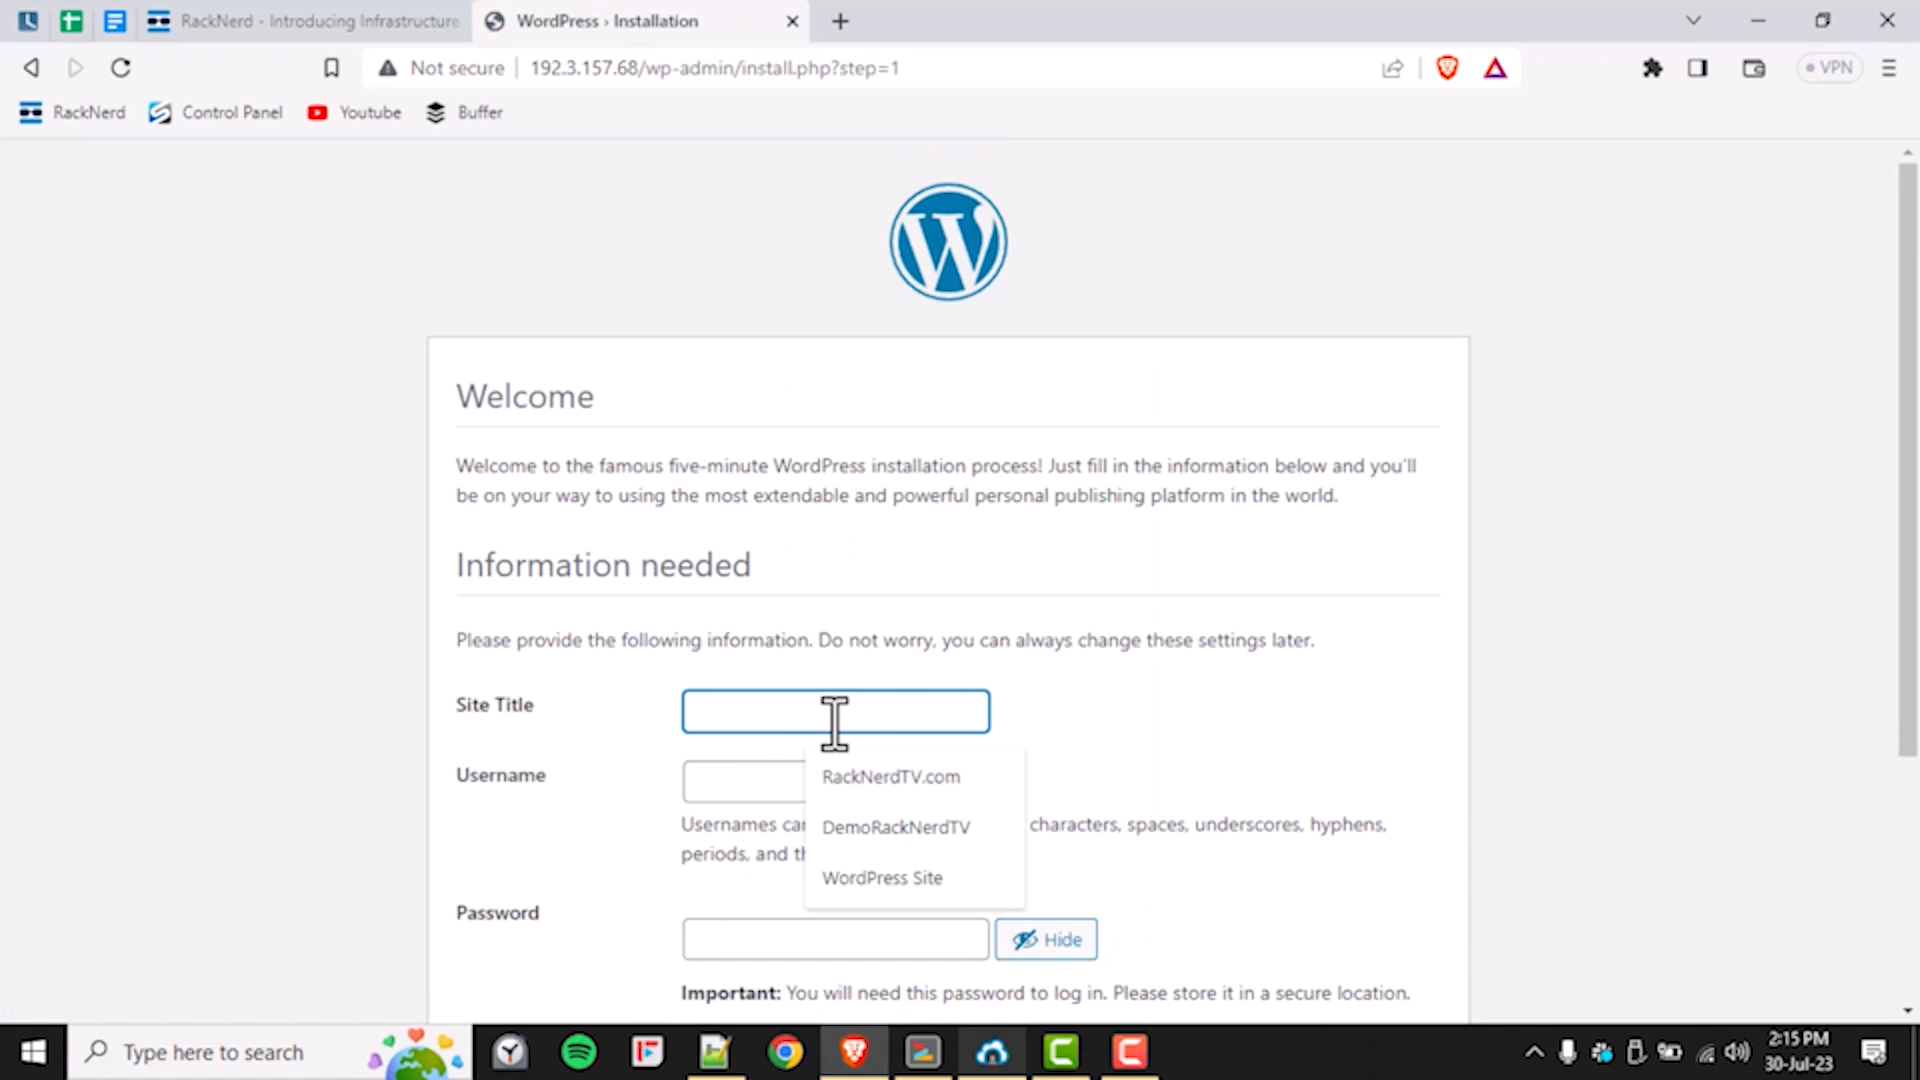 RackNerd - Introducing Infrastructure
WordPress › Installation
Not secure
192.3.157.68/wp-admin/install.php?step=1
VPN
RackNerd
Control Panel
Youtube
Buffer
Welcome
Welcome to the famous five-minute WordPress installation process! Just fill in the information below and you'll
be on your way to using the most extendable and powerful personal publishing platform in the world.
Information needed
Please provide the following information. Do not worry, you can always change these settings later.
Site Title
RackNerdTV.com
Username
DemoRackNerdTV
Usernames can characters, spaces, underscores, hyphens,
periods, and th
WordPress Site
Password
Hide
Important: You will need this password to log in. Please store it in a secure location.
Type here to search
2:15 PM
30-Jul-23